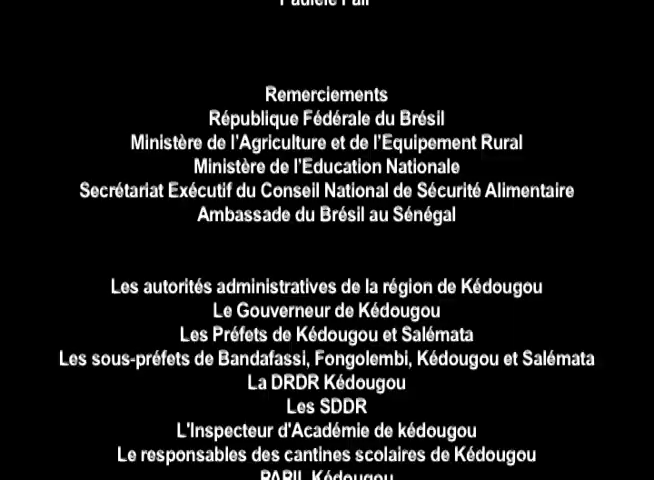 Remerciements
République Fédérale du Brésil
Ministère de l'Agriculture et de l'Equipement Rural
Ministère de l'Education Nationale
Secrétariat Exécutif du Conseil National de Sécurité Alimentaire
Ambassade du Brésil au Sénégal
Les autorités administratives de la région de Kédougou
Le Gouverneur de Kédougou
Les Préfets de Kédougou et Salémata
Les sous-préfets de Bandafassi, Fongolembi, Kédougou et Salémata
La DRDR Kédougou
Les SDDR
L'Inspecteur d'Académie de kédougou
Le responsables des cantines scolaires de Kédougou
Kédougou